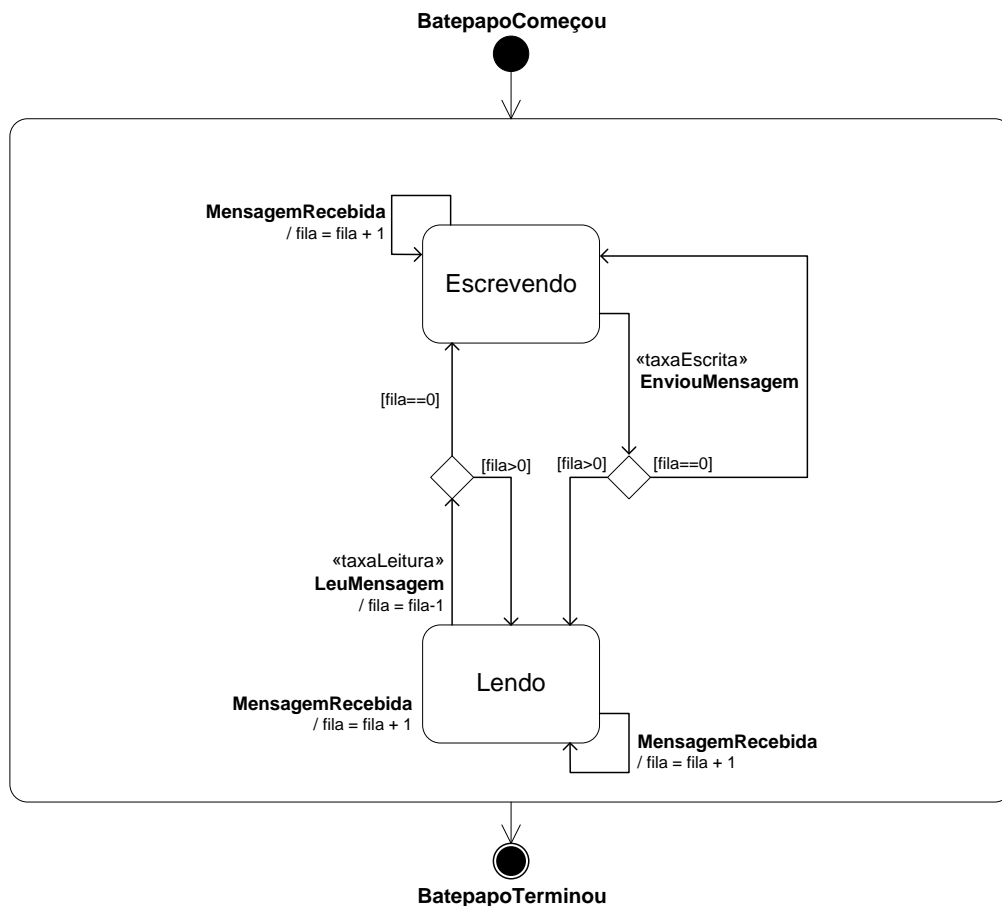 BatepapoComeçou
MensagemRecebida
/ fila = fila + 1
Escrevendo
«taxaEscrita»
EnviouMensagem
[fila==0]
[fila>0]
[fila>0]
[fila==0]
«taxaLeitura»
LeuMensagem
/ fila = fila-1
Lendo
MensagemRecebida
/ fila = fila + 1
MensagemRecebida
/ fila = fila + 1
BatepapoTerminou